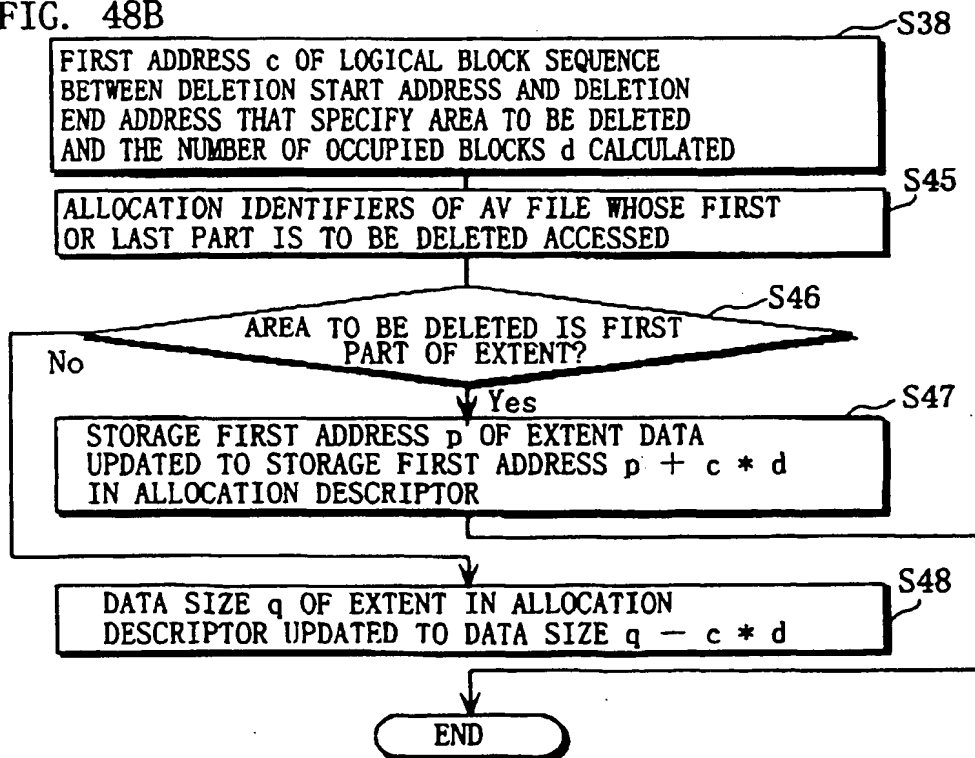 FIG. 48B
S38
FIRST ADDRESS c OF LOGICAL BLOCK SEQUENCE
BETWEEN DELETION START ADDRESS AND DELETION
END ADDRESS THAT SPECIFY AREA TO BE DELETED
AND THE NUMBER OF OCCUPIED BLOCKS d CALCULATED
S45
ALLOCATION IDENTIFIERS OF AV FILE WHOSE FIRST
OR LAST PART IS TO BE DELETED ACCESSED
S46
AREA TO BE DELETED IS FIRST
PART OF EXTENT?
No
Yes
S47
STORAGE FIRST ADDRESS p OF EXTENT DATA
UPDATED TO STORAGE FIRST ADDRESS p + c * d
IN ALLOCATION DESCRIPTOR
S48
DATA SIZE q OF EXTENT IN ALLOCATION
DESCRIPTOR UPDATED TO DATA SIZE q — c * d
END